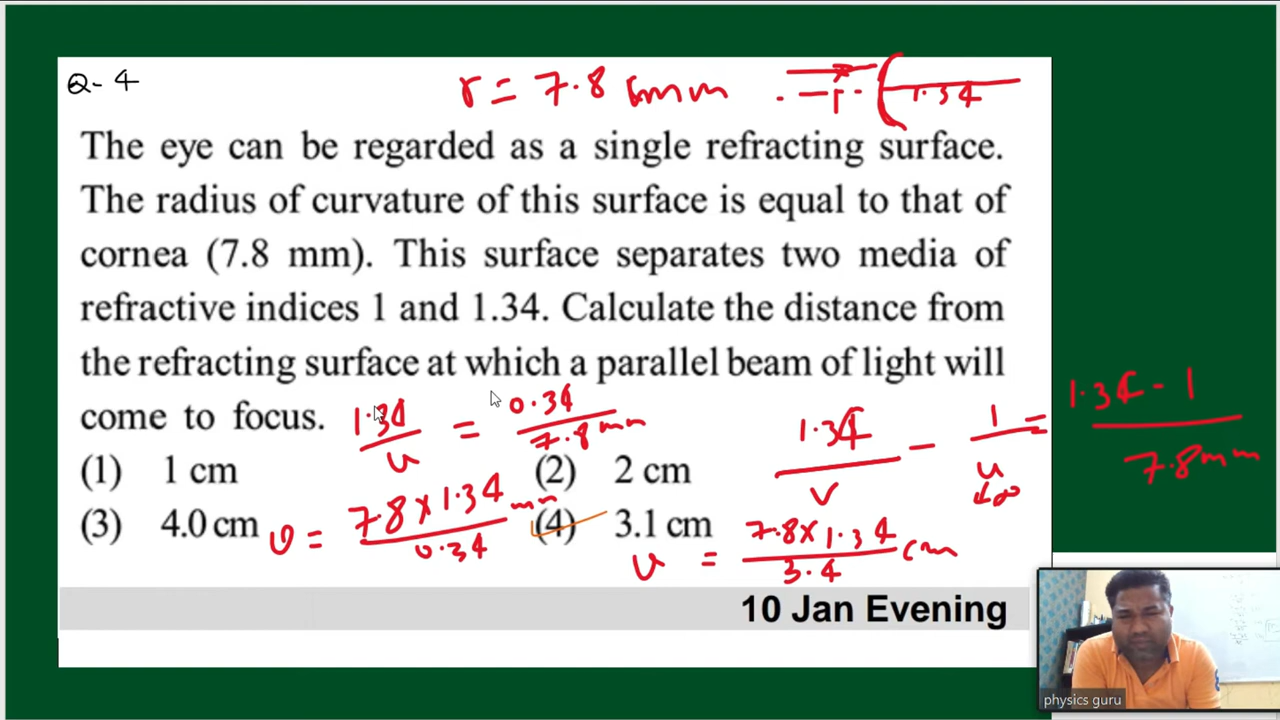 Q-4
r = 7.8 mm
1.34
The eye can be regarded as a single refracting surface.
The radius of curvature of this surface is equal to that of
cornea (7.8 mm). This surface separates two media of
refractive indices 1 and 1.34. Calculate the distance from
the refracting surface at which a parallel beam of light will
come to focus.
1.34/v = 0.34/7.8mm
1.34/v - 1/u = 1.34-1/7.8mm
∞
(1) 1 cm (2) 2 cm
(3) 4.0 cm (4) 3.1 cm
v = 7.8×1.34/0.34 mm
v = 7.8×1.34/3.4 cm
10 Jan Evening
physics guru